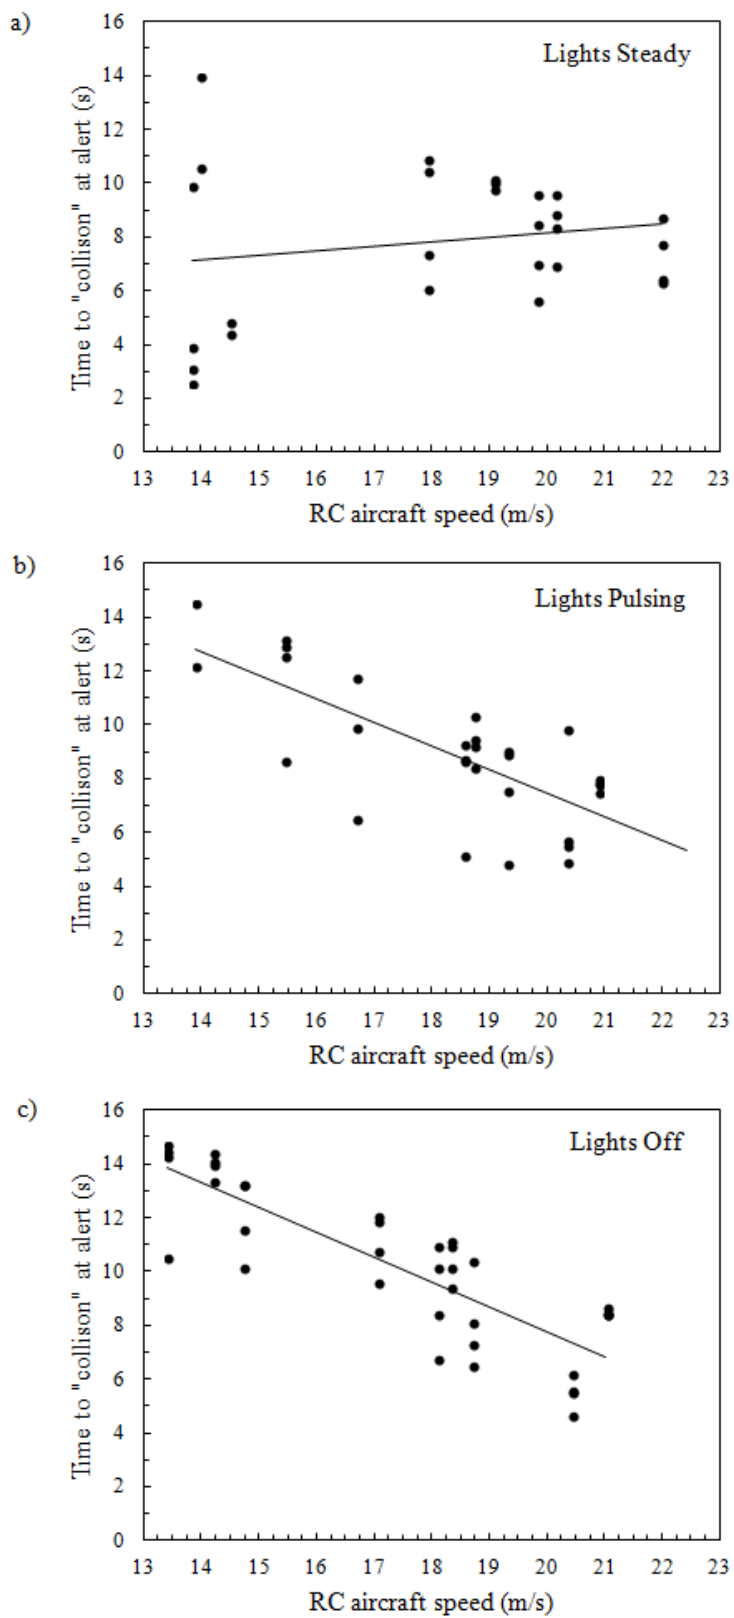 a)
Lights Steady
Time to "collison" at alert (s)
16
14
12
10
8
6
4
2
0
13 14 15 16 17 18 19 20 21 22 23
RC aircraft speed (m/s)
b)
Lights Pulsing
Time to "collison" at alert (s)
16
14
12
10
8
6
4
2
0
13 14 15 16 17 18 19 20 21 22 23
RC aircraft speed (m/s)
c)
Lights Off
Time to "collison" at alert (s)
16
14
12
10
8
6
4
2
0
13 14 15 16 17 18 19 20 21 22 23
RC aircraft speed (m/s)